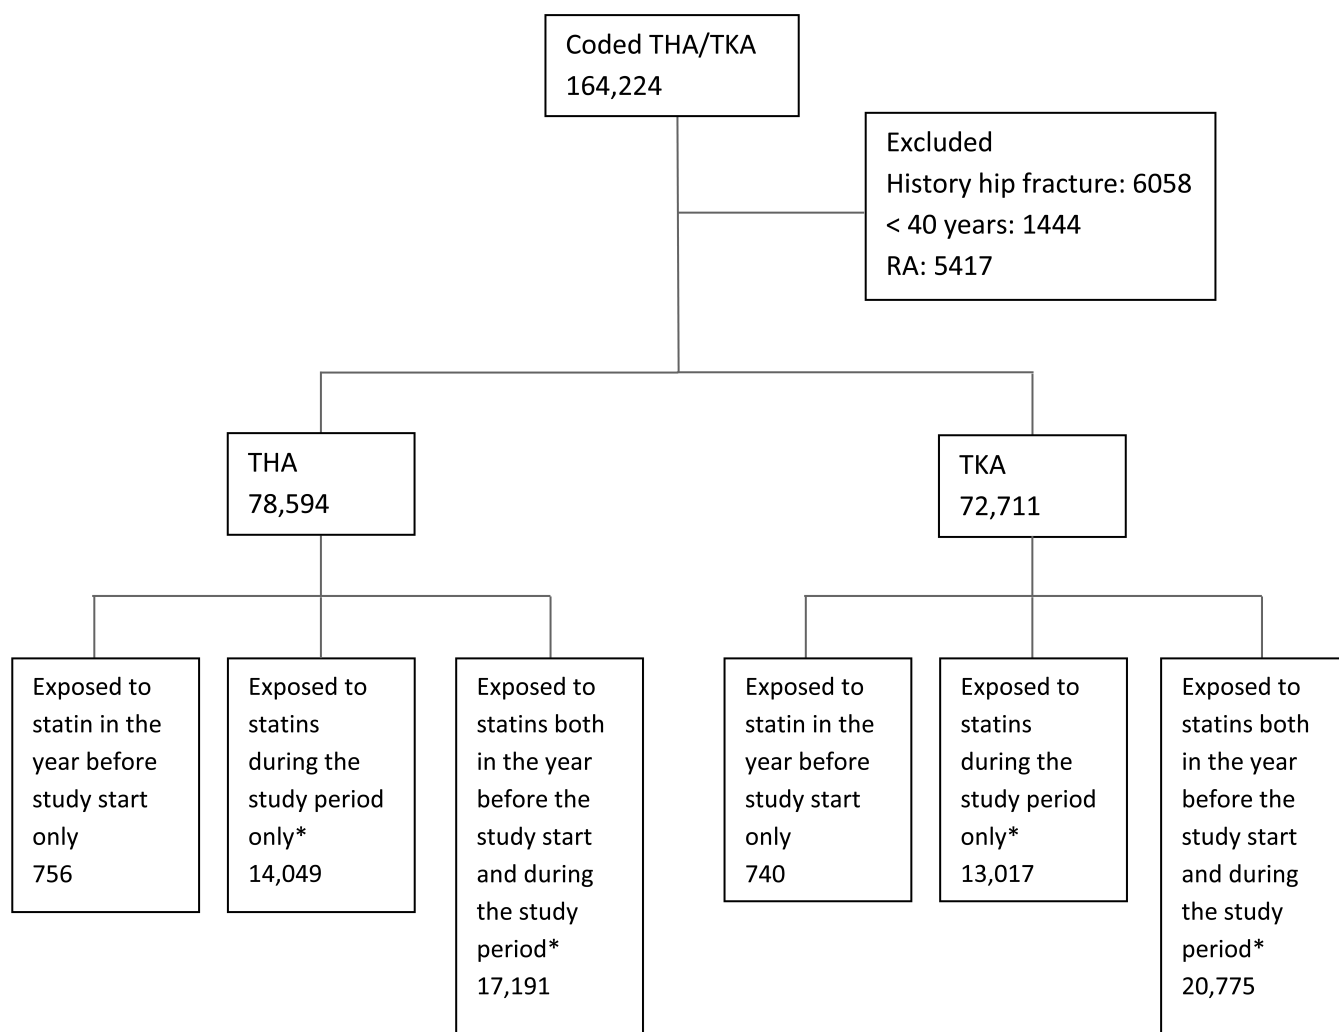 Coded THA/TKA
164,224
Excluded
History hip fracture: 6058
< 40 years: 1444
RA: 5417
THA
78,594
TKA
72,711
Exposed to
statin in the
year before
study start
only
756
Exposed to
statins
during the
study period
only*
14,049
Exposed to
statins both
in the year
before the
study start
and during
the study
period*
17,191
Exposed to
statin in the
year before
study start
only
740
Exposed to
statins
during the
study period
only*
13,017
Exposed to
statins both
in the year
before the
study start
and during
the study
period*
20,775